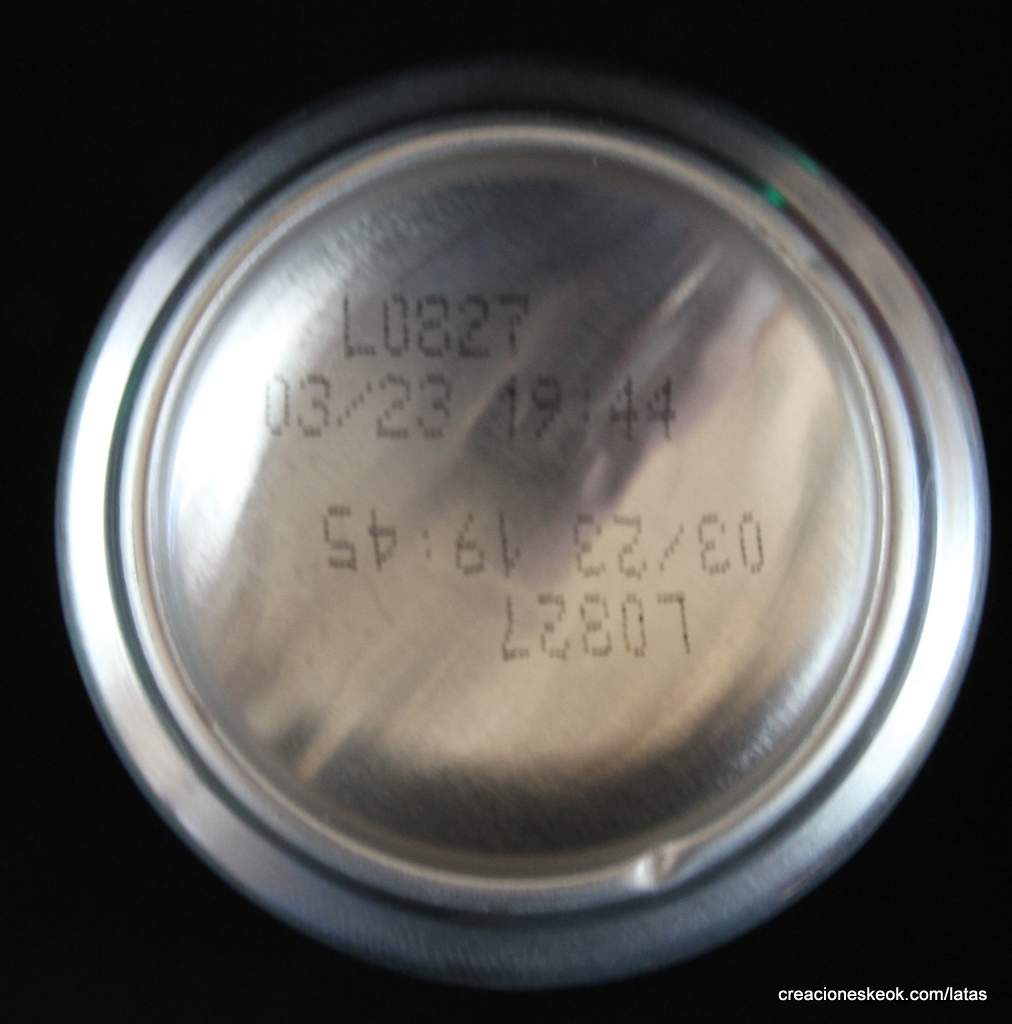 L0827
03/23 19:44
03/23 19:45
L0827
creacioneskeok.com/latas